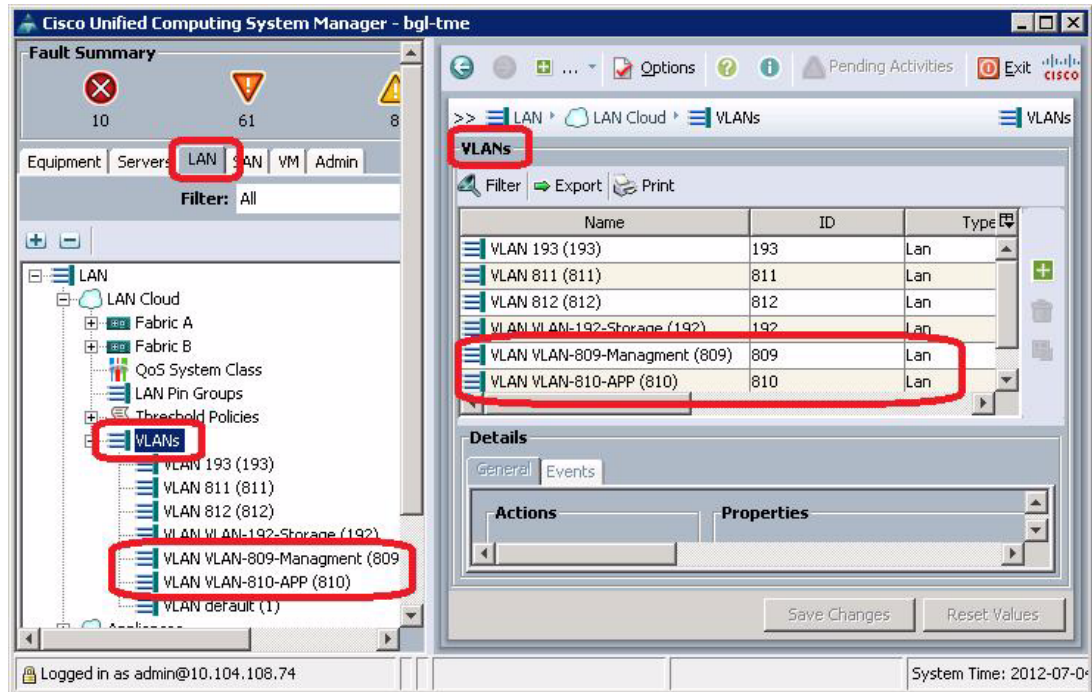 Cisco Unified Computing System Manager - bgl-tme
Fault Summary
10 61 8
Equipment Servers LAN SAN VM Admin
Filter: All
LAN
LAN Cloud
Fabric A
Fabric B
QoS System Class
LAN Pin Groups
Threshold Policies
VLANs
VLAN 193 (193)
VLAN 811 (811)
VLAN 812 (812)
VLAN VLAN-192-Storage (192)
VLAN VLAN-809-Managment (809
VLAN VLAN-810-APP (810)
VLAN default (1)
... Options Pending Activities Exit CISCO
>> LAN LAN Cloud VLANs VLANs
VLANs
Filter Export Print
Name ID Type
VLAN 193 (193) 193 Lan
VLAN 811 (811) 811 Lan
VLAN 812 (812) 812 Lan
VLAN VLAN-192-Storage (192) 192 Lan
VLAN VLAN-809-Managment (809) 809 Lan
VLAN VLAN-810-APP (810) 810 Lan
Details
General Events
Actions Properties
Save Changes Reset Values
Logged in as admin@10.104.108.74 System Time: 2012-07-0